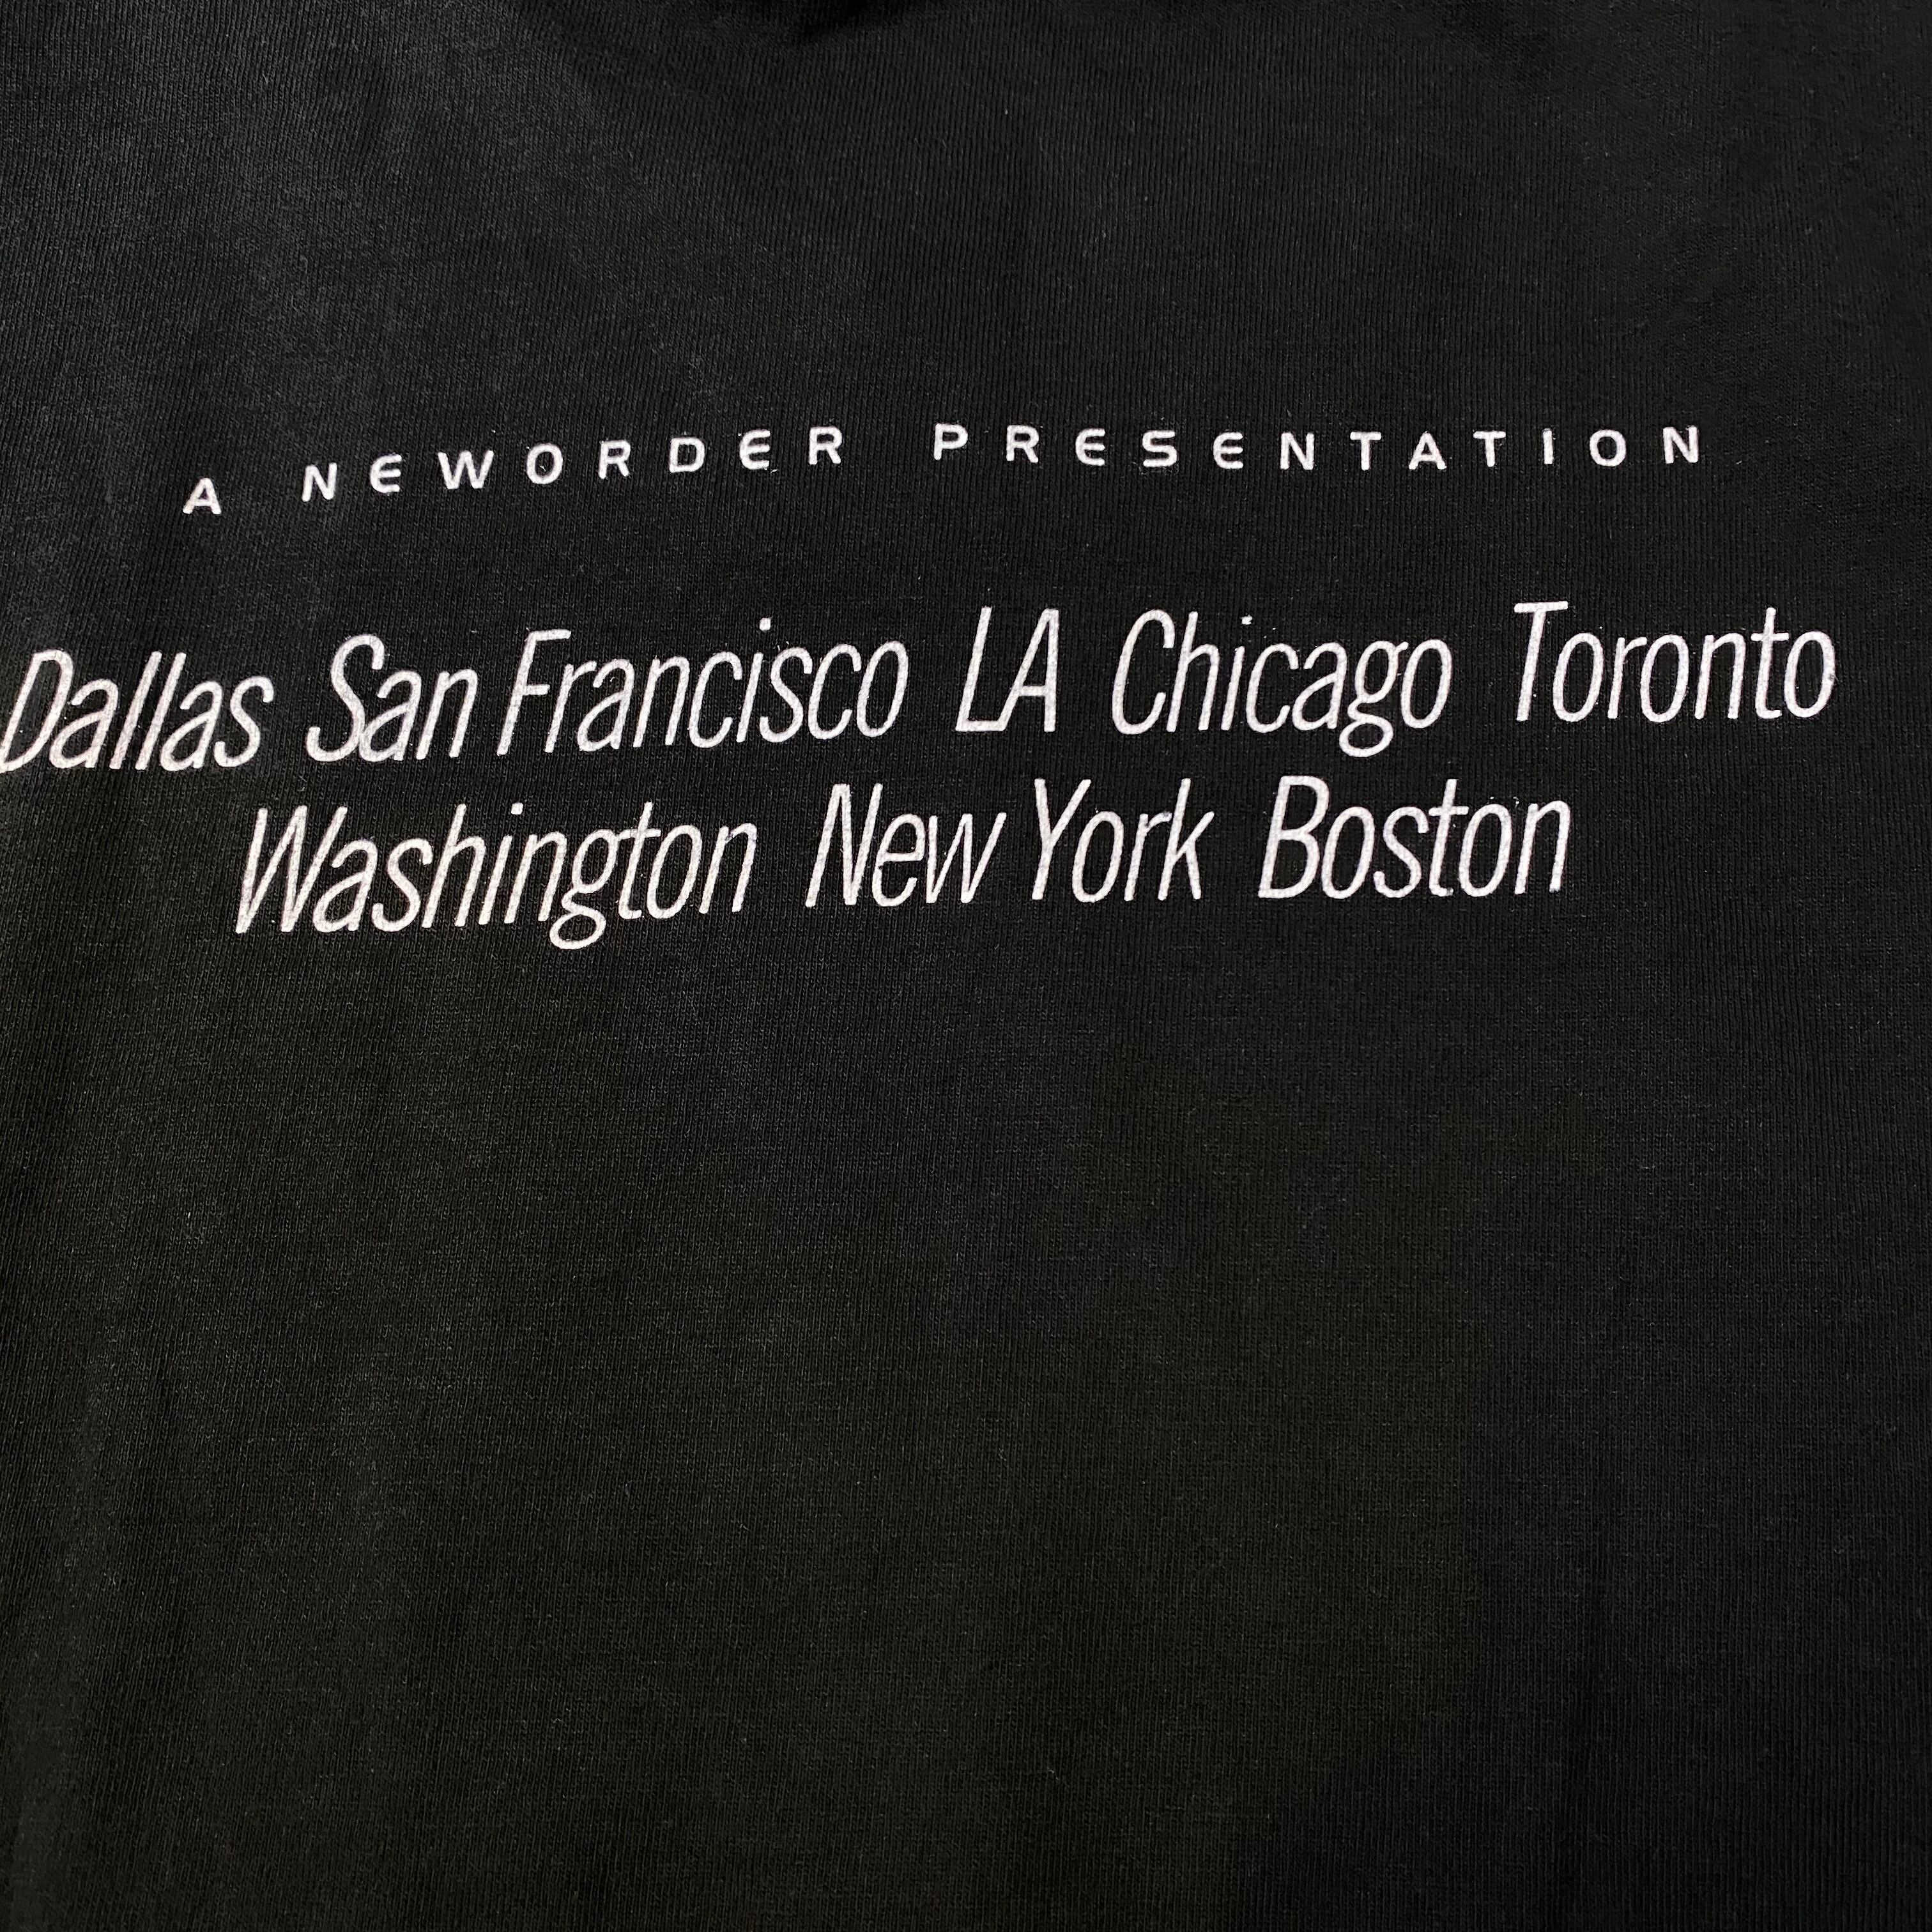 A NEWORDER PRESENTATION
Dallas San Francisco LA Chicago Toronto
Washington New York Boston